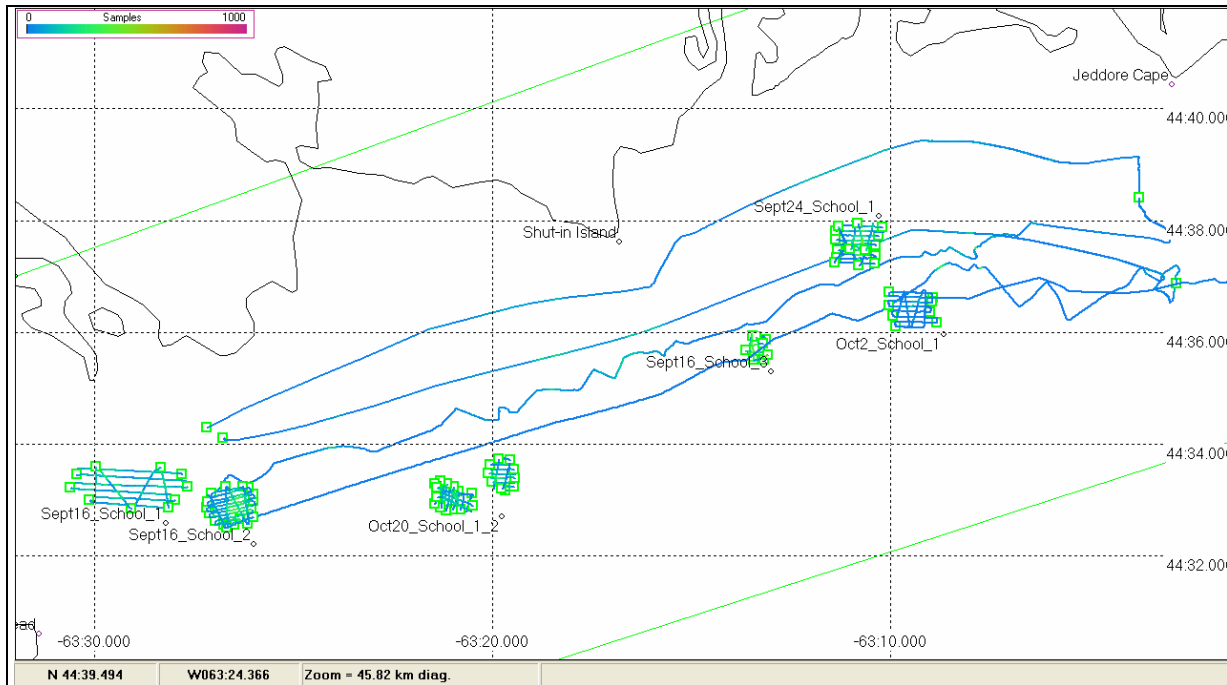 0 Samples 1000
Jeddore Cape
44:40.000
Sept24_School_1
44:38.000
Shut-in Island
44:36.000
Oct2_School_1
Sept16_School_3
44:34.000
Sept16_School_1
Oct20_School_1_2
Sept16_School_2
44:32.000
ead
-63:30.000 -63:20.000 -63:10.000
N 44:39.494 W063:24.366 Zoom = 45.82 km diag.